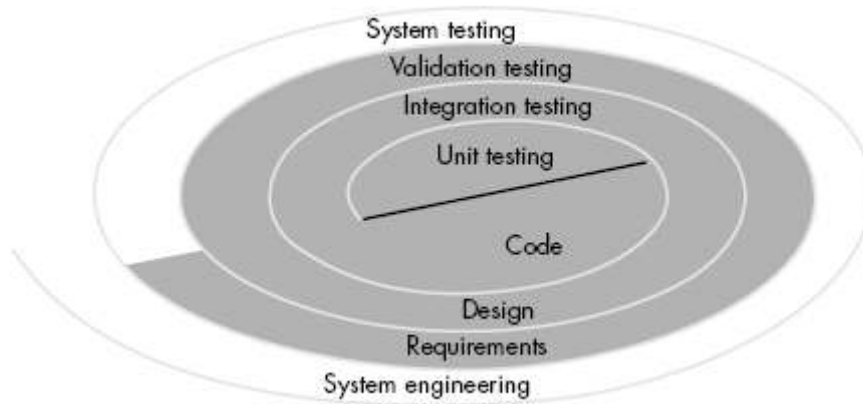 System testing
Validation testing
Integration testing
Unit testing
Code
Design
Requirements
System engineering